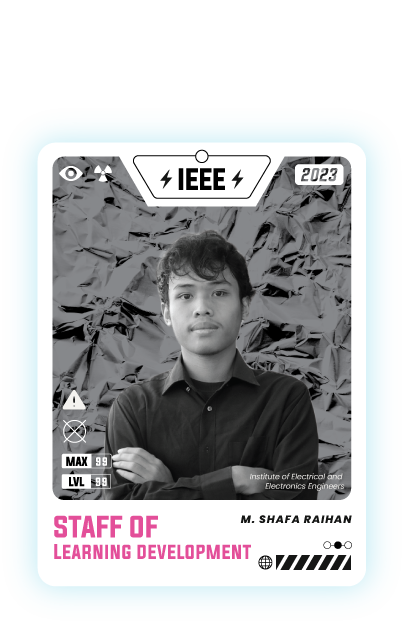 IEEE
2023
MAX 99
LVL 99
Institute of Electrical and
Electronics Engineers
STAFF OF
LEARNING DEVELOPMENT
M. SHAFA RAIHAN